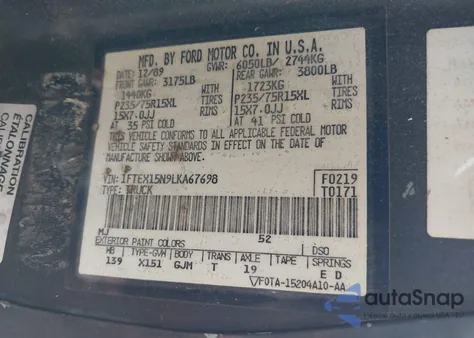 MFD. BY FORD MOTOR CO. IN U.S.A.
DATE: 12/89 GVWR: 6050LB/ 2744KG
FRONT GAWR: 3175LB REAR GAWR: 3800LB
1440KG WITH 1723KG WITH
P235/75R15XL TIRES P235/75R15XL TIRES
15X7.0JJ RIMS 15X7.0JJ RIMS
AT 35 PSI COLD AT 41 PSI COLD
THIS VEHICLE CONFORMS TO ALL APPLICABLE FEDERAL MOTOR
VEHICLE SAFETY STANDARDS IN EFFECT ON THE DATE OF
MANUFACTURE SHOWN ABOVE.
VIN: 1FTEX15N9LKA67698 F0219
TYPE: TRUCK T0171
MJ 52
EXTERIOR PAINT COLORS DSO
WB TYPE-GVW BODY TRANS AXLE TAPE SPRINGS
139 X151 GJM T 19 E D
F0TA-15204A10-AA
CALIBRATION
ETALONNAGE
CALIBRACION
autoSnap